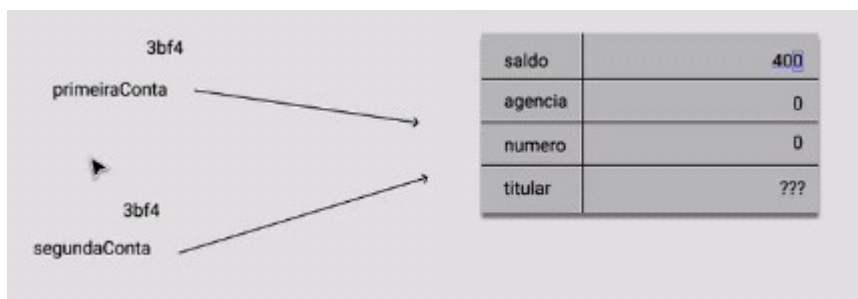 3bf4
primeiraConta
3bf4
segundaConta
saldo 400
agencia 0
numero 0
titular ???